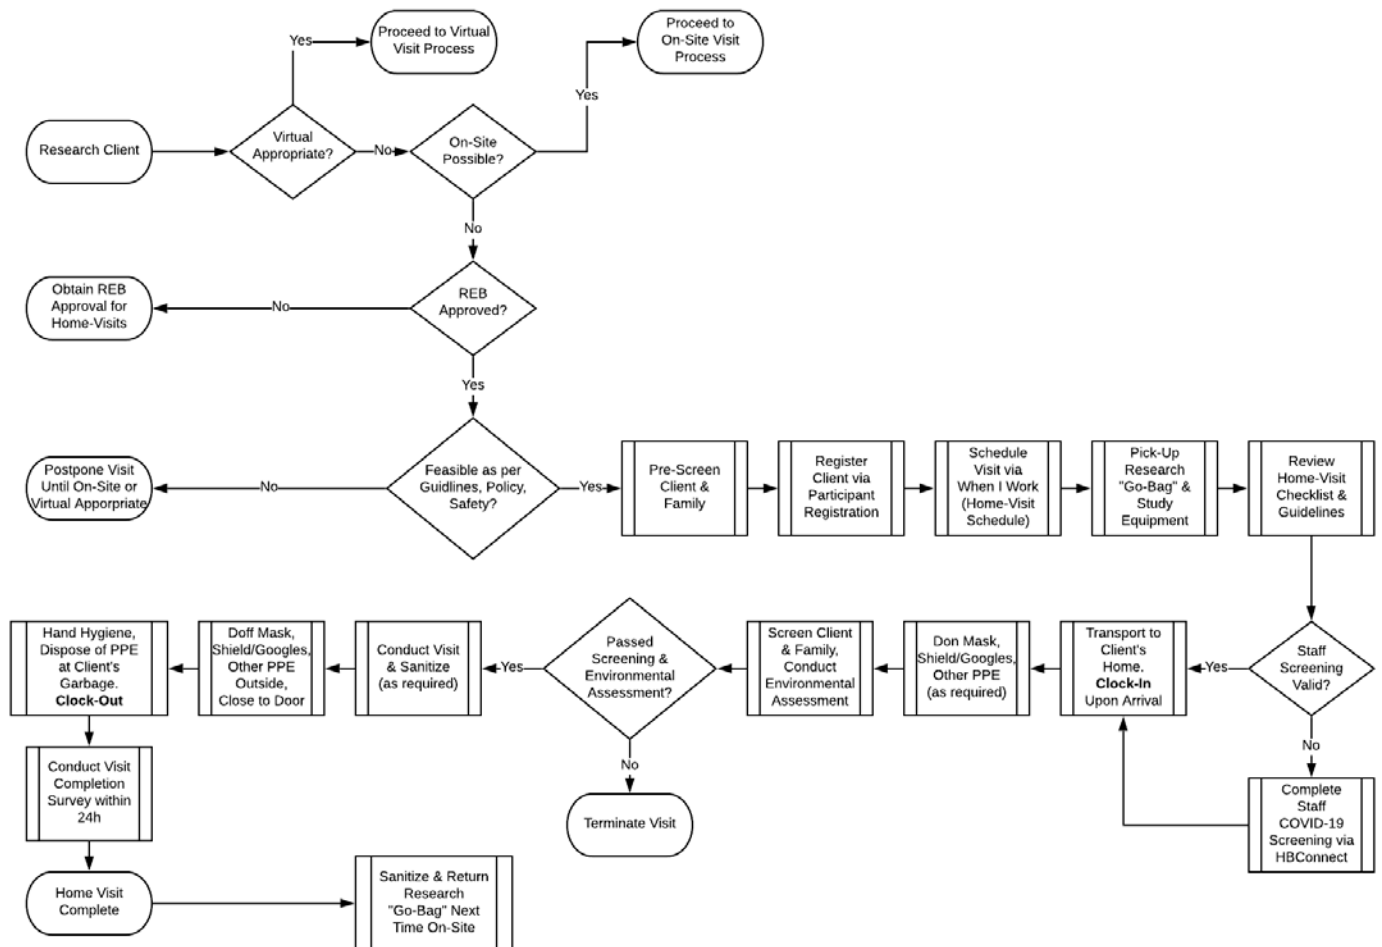 Proceed to Virtual
Visit Process
Proceed to
On-Site Visit
Process
Yes
Yes
Research Client
Virtual
Appropriate?
No
On-Site
Possible?
No
Obtain REB
Approval for
Home-Visits
No
REB
Approved?
Yes
Postpone Visit
Until On-Site or
Virtual Apporpriate
No
Feasible as per
Guidlines, Policy,
Safety?
Yes
Pre-Screen
Client &
Family
Register
Client via
Participant
Registration
Schedule
Visit via
When I Work
(Home-Visit
Schedule)
Pick-Up
Research
"Go-Bag" &
Study
Equipment
Review
Home-Visit
Checklist &
Guidelines
Staff
Screening
Valid?
Yes
No
Complete
Staff
COVID-19
Screening via
HBConnect
Transport to
Client's
Home.
Clock-In
Upon Arrival
Don Mask,
Shield/Googles,
Other PPE
(as required)
Screen Client
& Family,
Conduct
Environmental
Assessment
Passed
Screening &
Environmental
Assessment?
No
Terminate Visit
Yes
Conduct Visit
& Sanitize
(as required)
Doff Mask,
Shield/Googles,
Other PPE
Outside,
Close to Door
Hand Hygiene,
Dispose of PPE
at Client's
Garbage.
Clock-Out
Conduct Visit
Completion
Survey within
24h
Home Visit
Complete
Sanitize & Return
Research
"Go-Bag" Next
Time On-Site